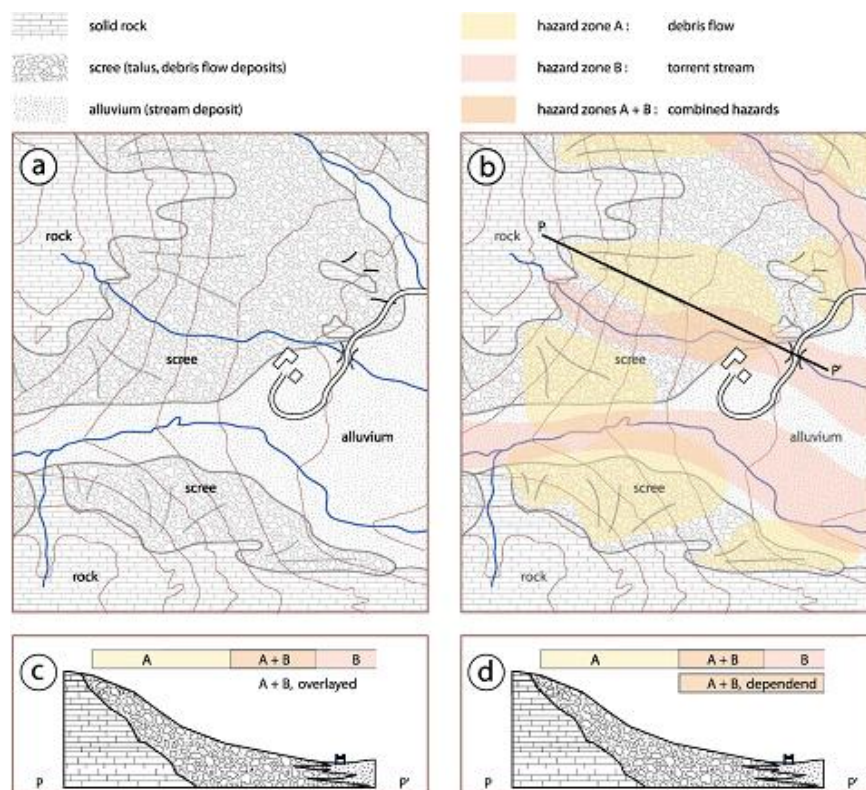 solid rock
scree (talus, debris flow deposits)
alluvium (stream deposit)
hazard zone A : debris flow
hazard zone B : torrent stream
hazard zones A + B : combined hazards
a
rock
scree
alluvium
scree
rock
b
rock
P
scree
P'
alluvium
scree
rock
c
A A + B B
A + B, overlayed
P P'
d
A A + B B
A + B, dependend
P P'